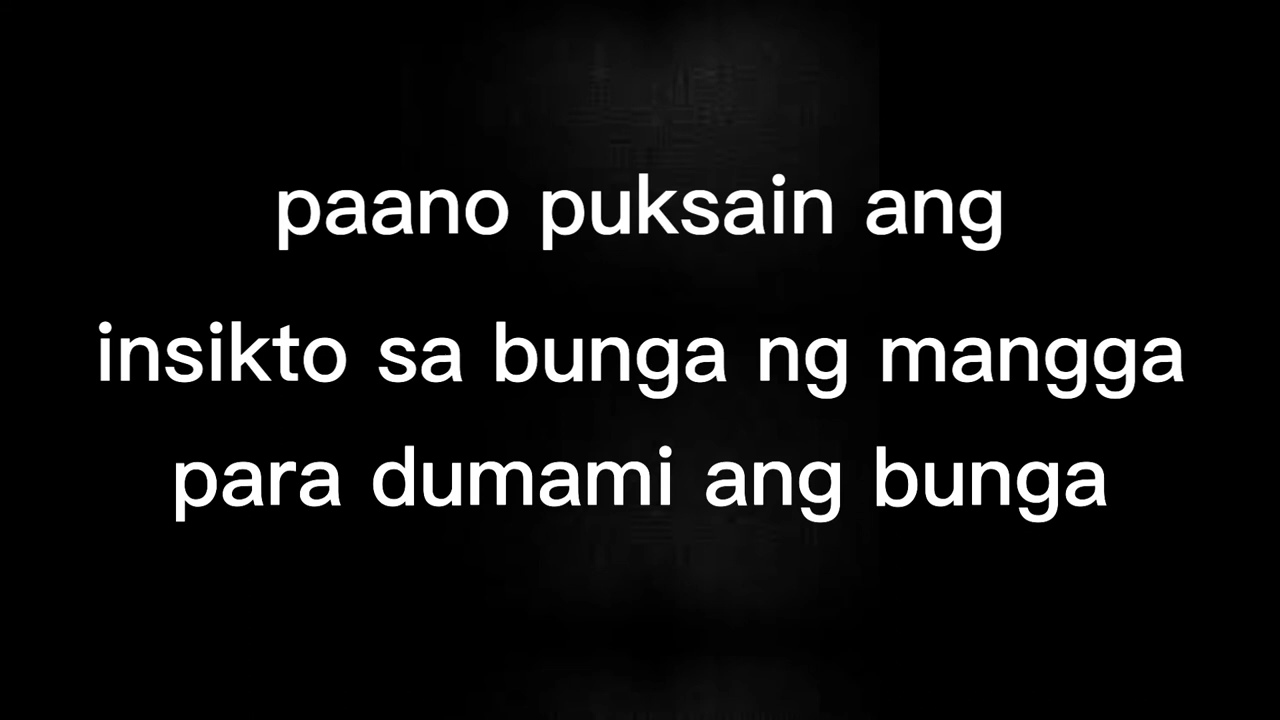 paano puksain ang
insikto sa bunga ng mangga
para dumami ang bunga